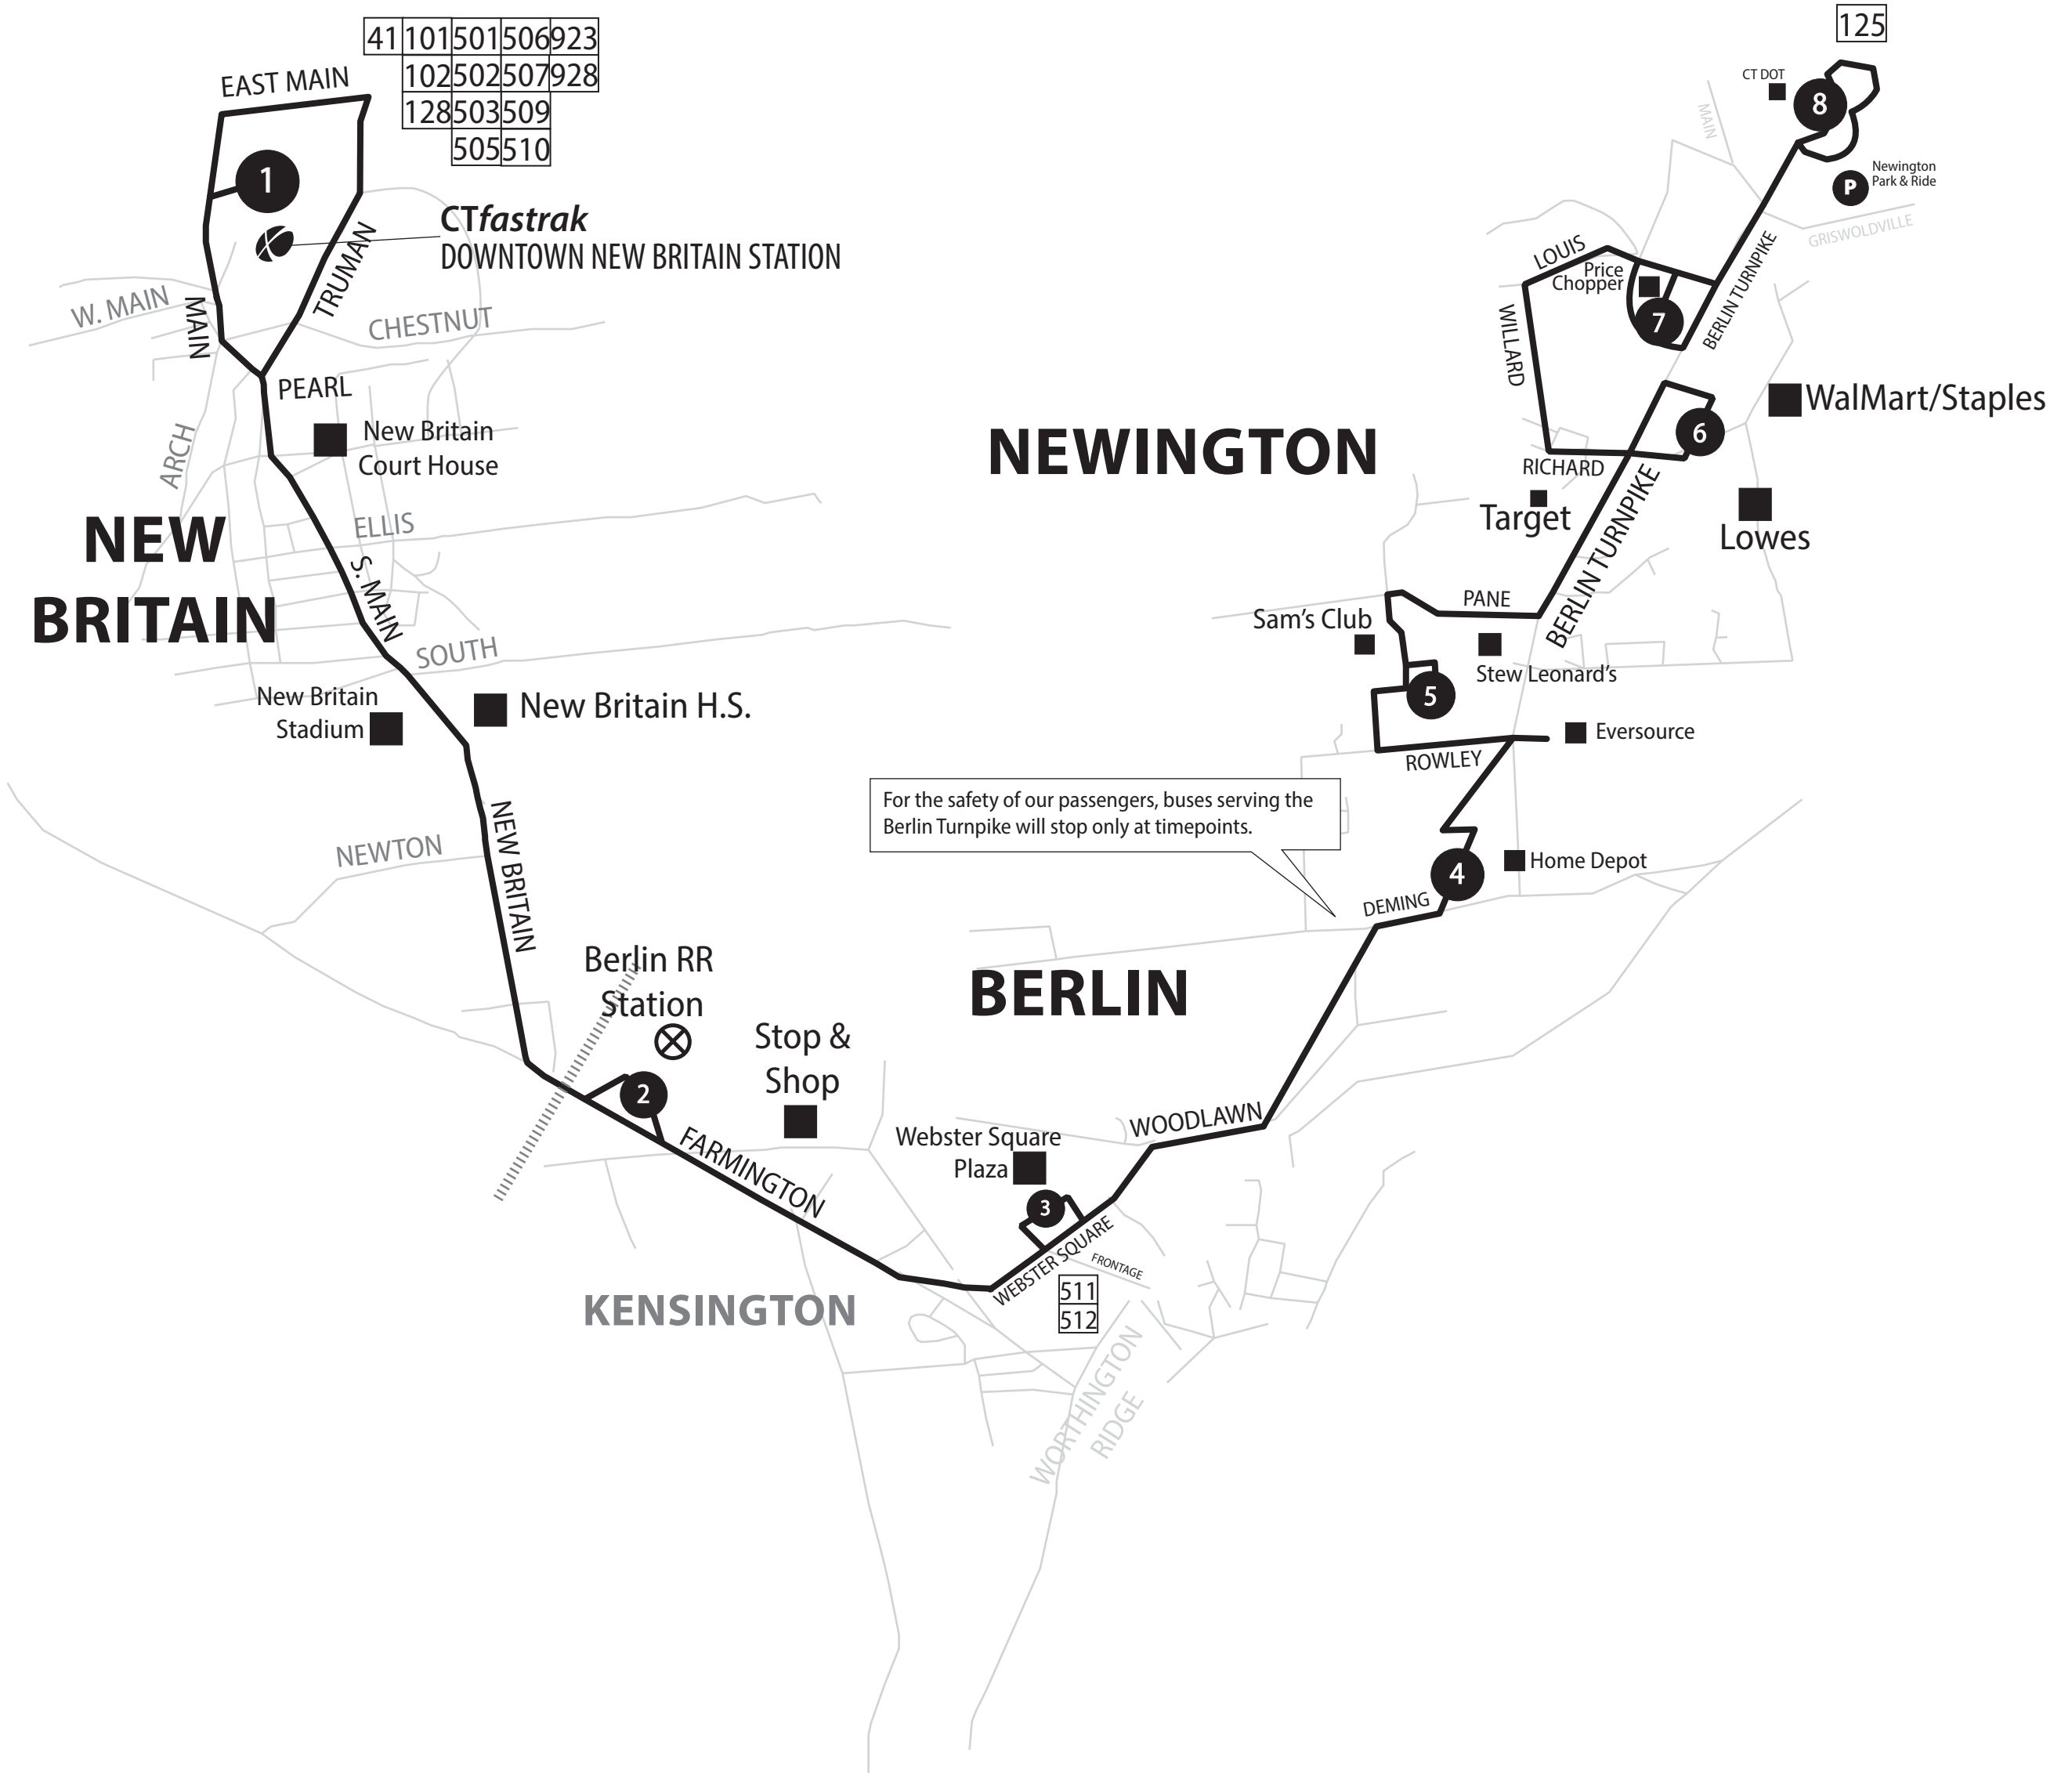 125
41 101 501 506 923
102 502 507 928
128 503 509
505 510
EAST MAIN
CT DOT
8
MAIN
1
Newington
Park & Ride
P
CTfastrak
DOWNTOWN NEW BRITAIN STATION
TRUMAN
GRISWOLDVILLE
LOUIS
Price
Chopper
BERLIN TURNPIKE
W. MAIN
MAIN
CHESTNUT
7
WILLARD
PEARL
WalMart/Staples
New Britain
Court House
ARCH
NEWINGTON
6
RICHARD
Target
Lowes
NEW
BRITAIN
ELLIS
S. MAIN
BERLIN TURNPIKE
PANE
Sam's Club
SOUTH
Stew Leonard's
5
New Britain
Stadium
New Britain H.S.
Eversource
ROWLEY
For the safety of our passengers, buses serving the
Berlin Turnpike will stop only at timepoints.
NEWTON
NEW BRITAIN
4
Home Depot
DEMING
Berlin RR
Station
BERLIN
Stop &
Shop
2
WOODLAWN
FARMINGTON
Webster Square
Plaza
3
WEBSTER SQUARE
FRONTAGE
511
512
KENSINGTON
WORTHINGTON
RIDGE